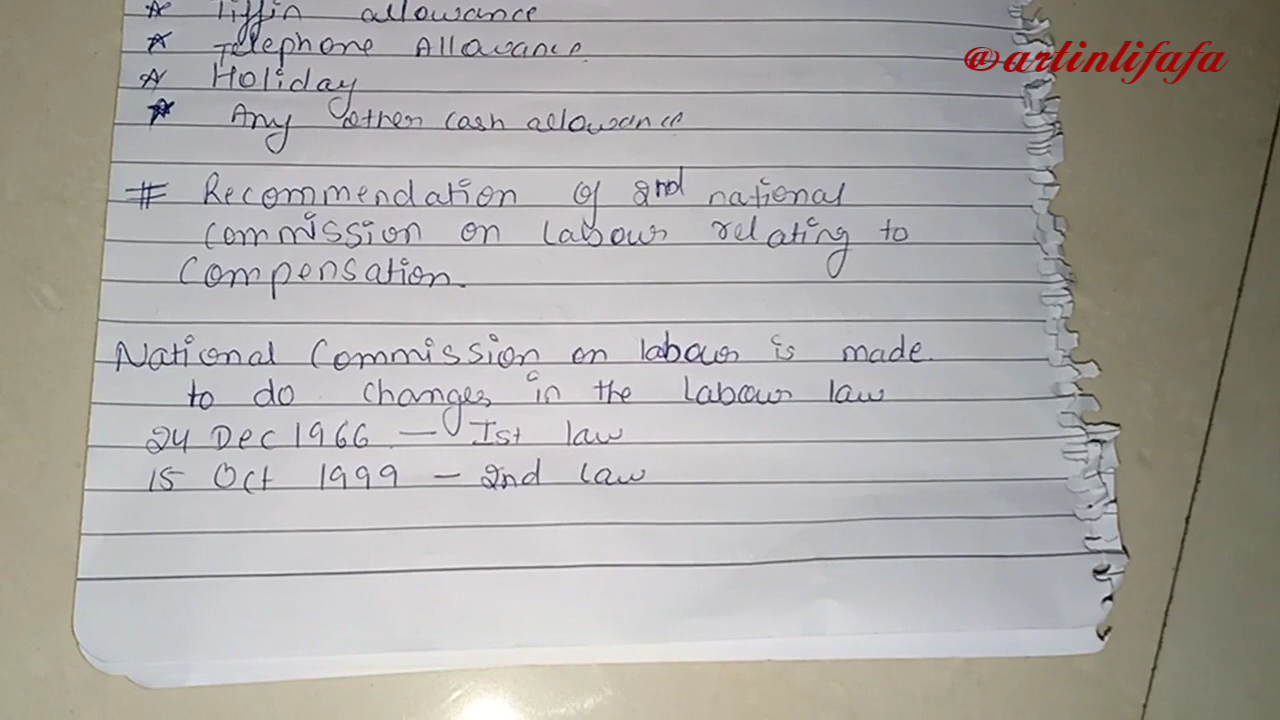 * Tiffin allowance
* Telephone Allowance
@artinlifafa
* Holiday
* Any other cash allowance
# Recommendation of 2nd national
commission on Labour relating to
Compensation.
National Commission on labour is made.
to do changes in the Labour law
24 Dec 1966 — Ist law
15 Oct 1999 — 2nd law